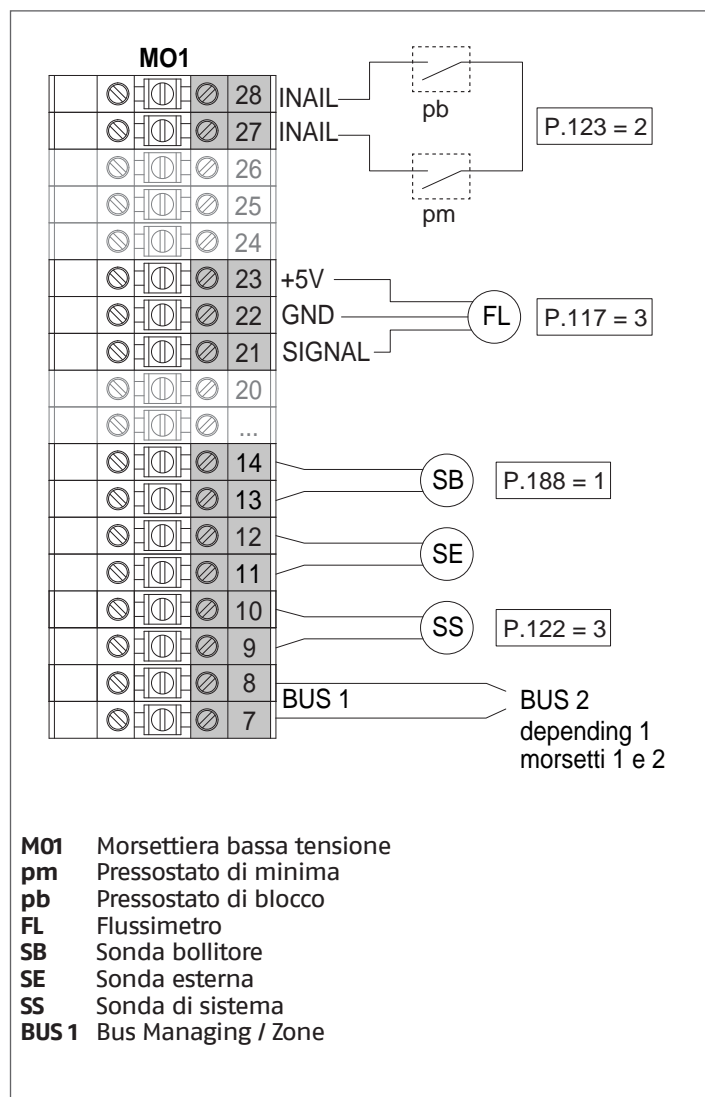 MO1
28 INAIL
pb
27 INAIL
P.123 = 2
26
pm
25
24
23 +5V
22 GND
FL
P.117 = 3
21 SIGNAL
20
...
14
SB
P.188 = 1
13
12
SE
11
10
SS
P.122 = 3
9
8
BUS 1
7
BUS 2
depending 1
morsetti 1 e 2
MO1 Morsettiera bassa tensione
pm Pressostato di minima
pb Pressostato di blocco
FL Flussimetro
SB Sonda bollitore
SE Sonda esterna
SS Sonda di sistema
BUS 1 Bus Managing / Zone